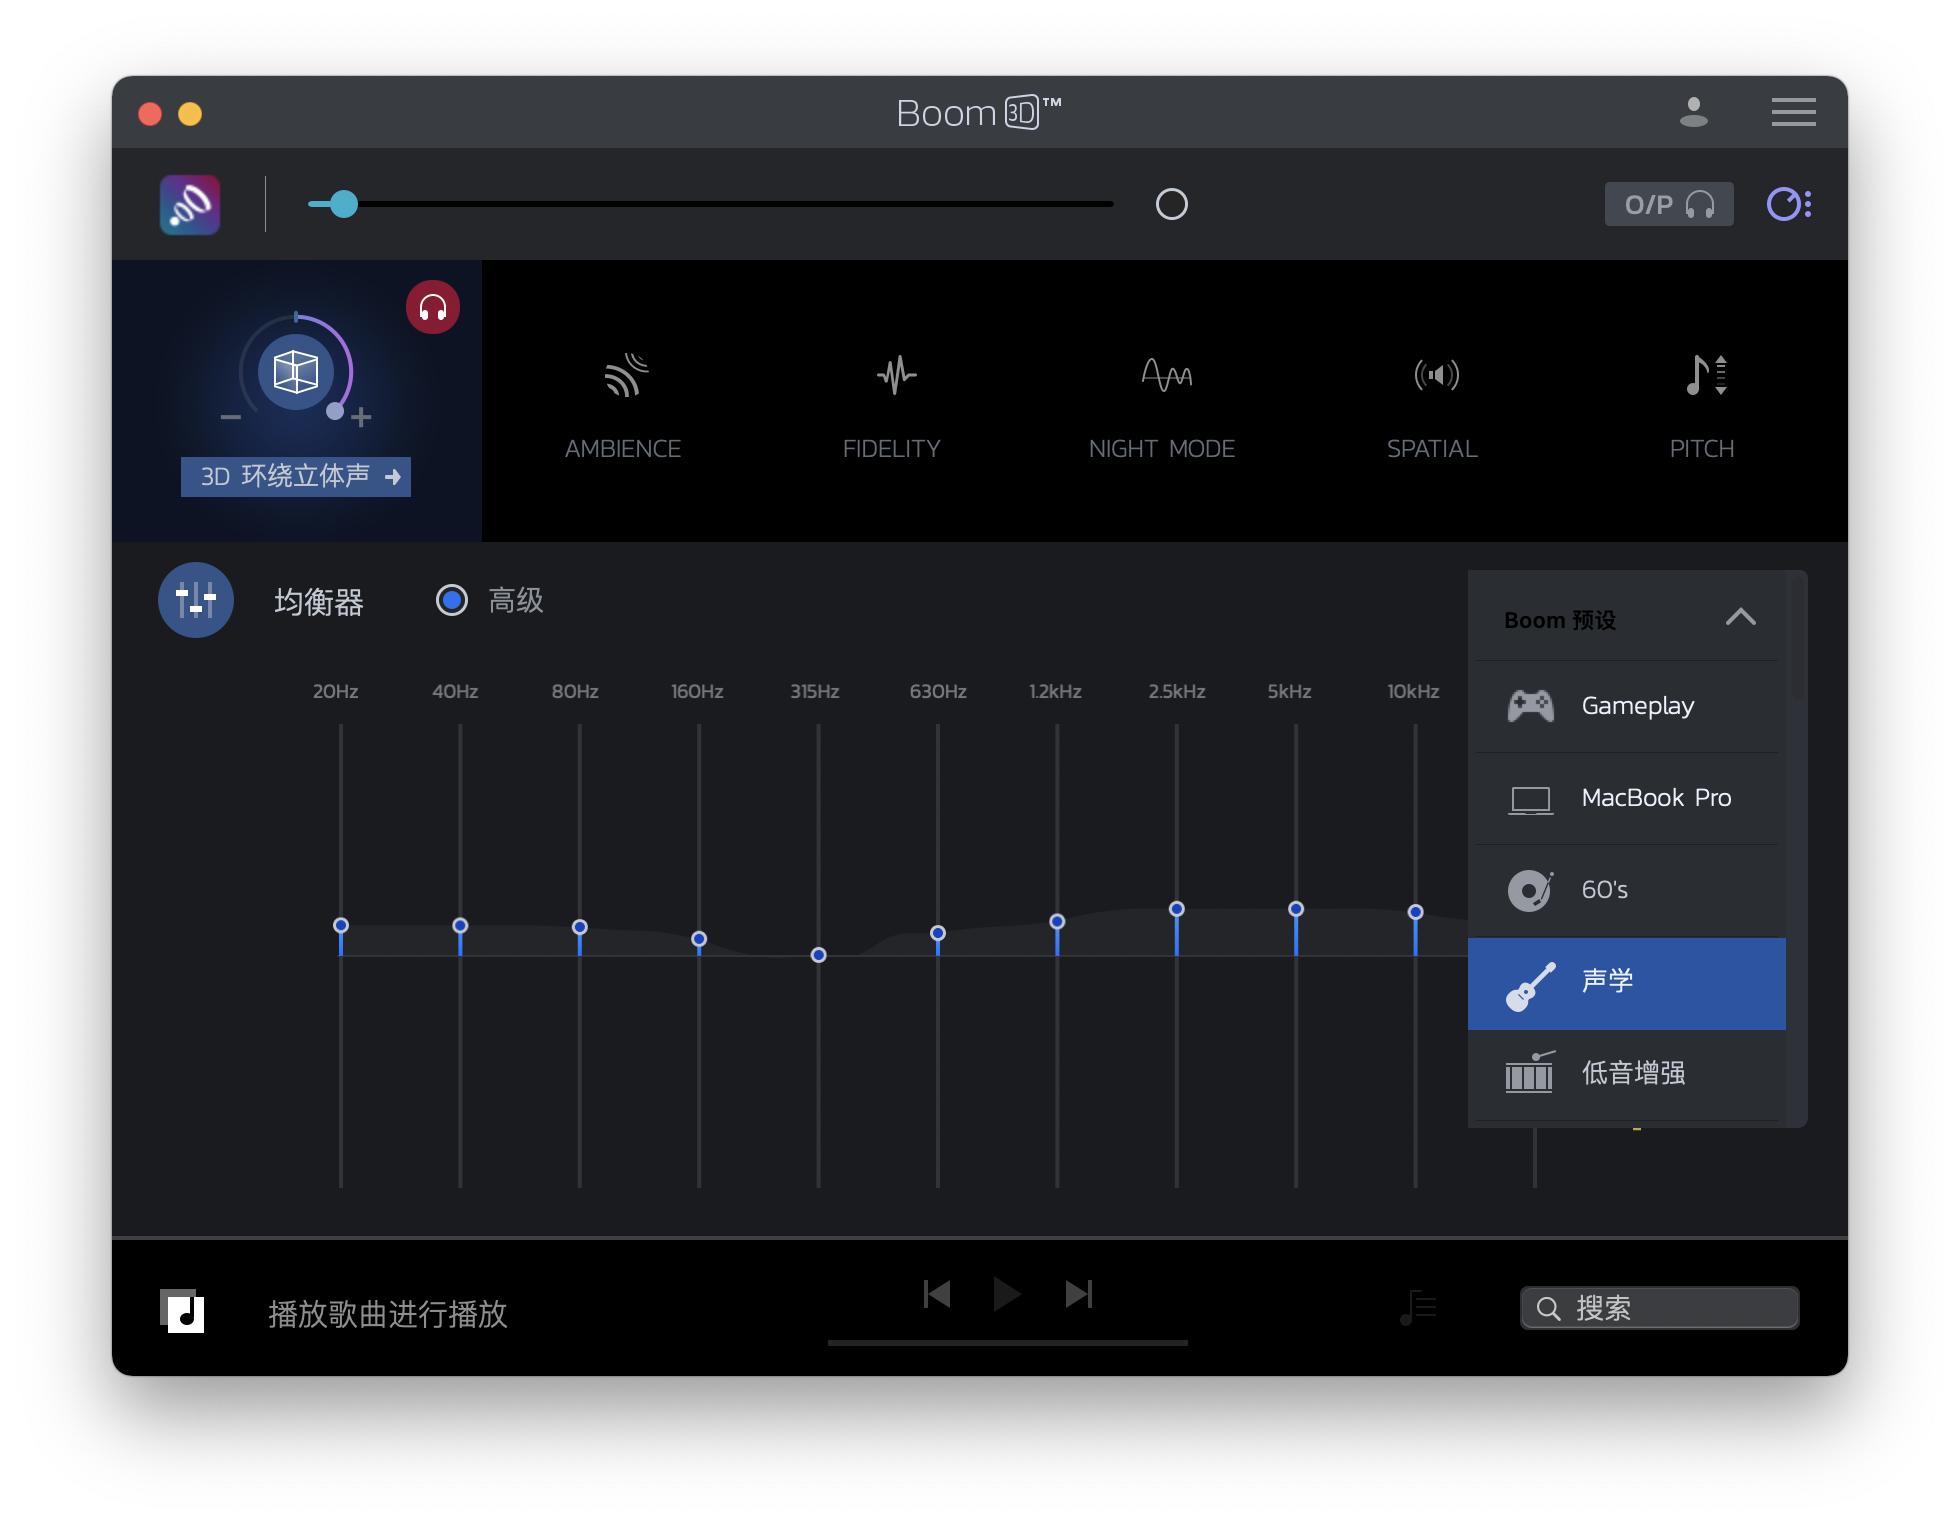 Boom 3D™
O/P
3D 环绕立体声
AMBIENCE
FIDELITY
NIGHT MODE
SPATIAL
PITCH
均衡器
高级
Boom 预设
20Hz
40Hz
80Hz
160Hz
315Hz
630Hz
1.2kHz
2.5kHz
5kHz
10kHz
Gameplay
MacBook Pro
60's
声学
低音增强
播放歌曲进行播放
搜索